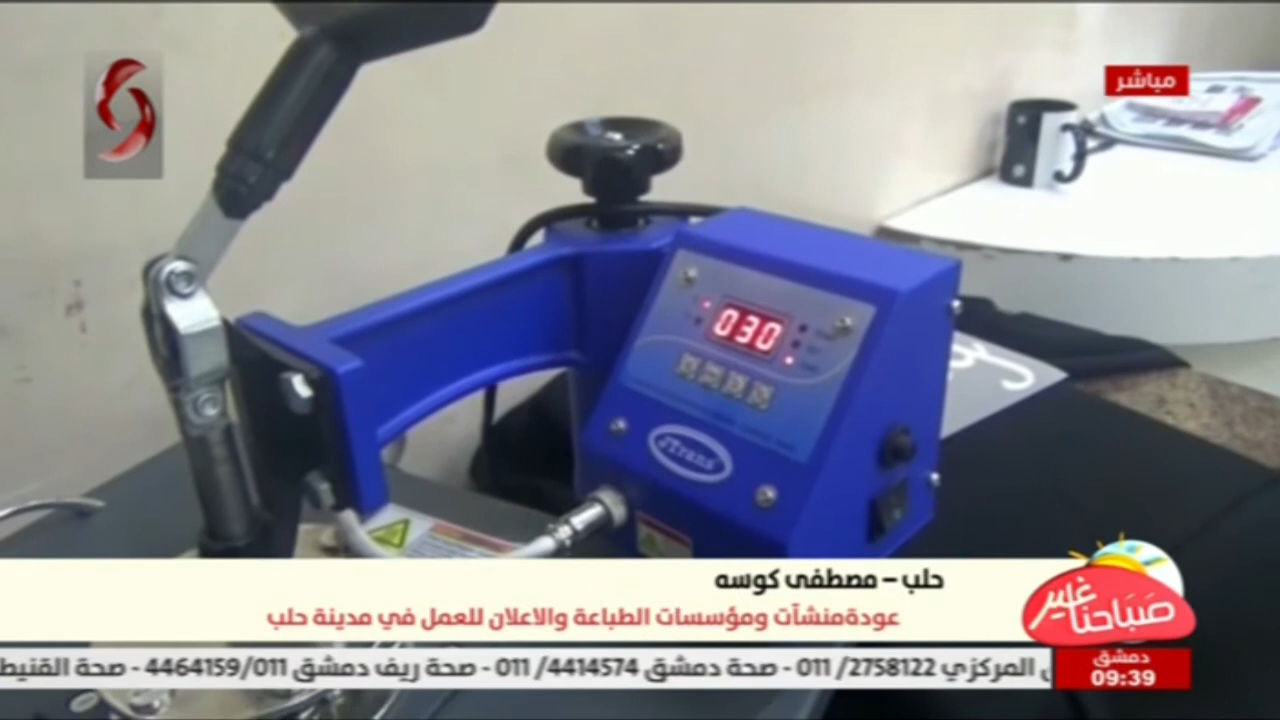 مباشر
030
JTrans
حلب – مصطفى كوسه
عودةمنشآت ومؤسسات الطباعة والاعلان للعمل في مدينة حلب
صباحنا غير
المركزي 2758122/ 011 - صحة دمشق 4414574/ 011 - صحة ريف دمشق 4464159/011 - صحة القنيط
دمشق
09:39